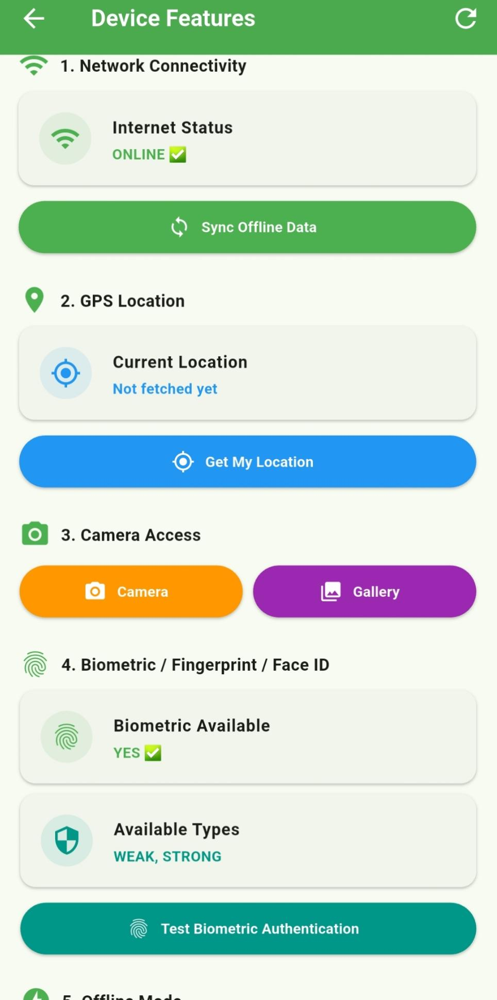 Device Features
1. Network Connectivity
Internet Status
ONLINE ✅
Sync Offline Data
2. GPS Location
Current Location
Not fetched yet
Get My Location
3. Camera Access
Camera
Gallery
4. Biometric / Fingerprint / Face ID
Biometric Available
YES ✅
Available Types
WEAK, STRONG
Test Biometric Authentication
5. Offline Mode